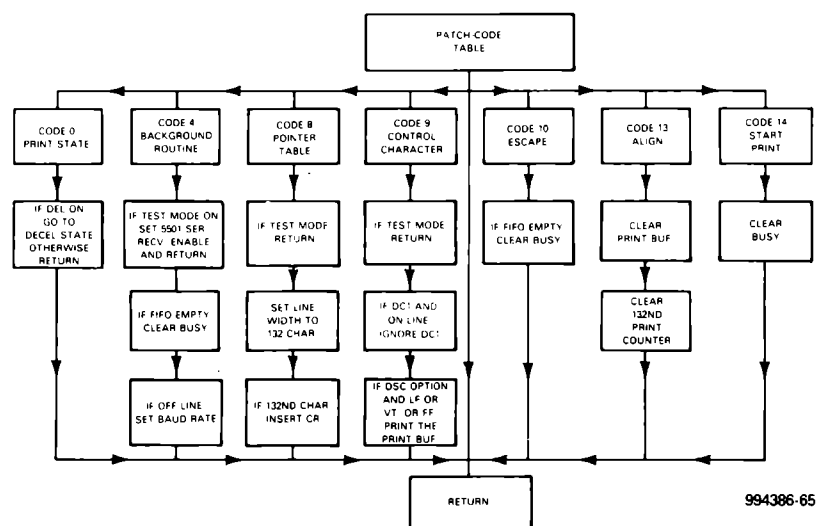 PATCH-CODE
TABLE
CODE 0
PRINT STATE
CODE 4
BACKGROUND
ROUTINE
CODE 8
POINTER
TABLE
CODE 9
CONTROL
CHARACTER
CODE 10
ESCAPE
CODE 13
ALIGN
CODE 14
START
PRINT
IF DEL ON
GO TO
DECEL STATE
OTHERWISE
RETURN
IF TEST MODE ON
SET 5501 SER
RECV. ENABLE
AND RETURN
IF TEST MODE
RETURN
IF TEST MODE
RETURN
IF FIFO EMPTY
CLEAR BUSY
CLEAR
PRINT BUF
CLEAR
BUSY
IF FIFO EMPTY
CLEAR BUSY
SET LINE
WIDTH TO
132 CHAR
IF DC1 AND
ON LINE
IGNORE DC1
CLEAR
132ND
PRINT
COUNTER
IF OFF LINE
SET BAUD RATE
IF 132ND CHAR
INSERT CR
IF DSC OPTION
AND LF OR
VT OR FF
PRINT THE
PRINT BUF
RETURN
994386-65